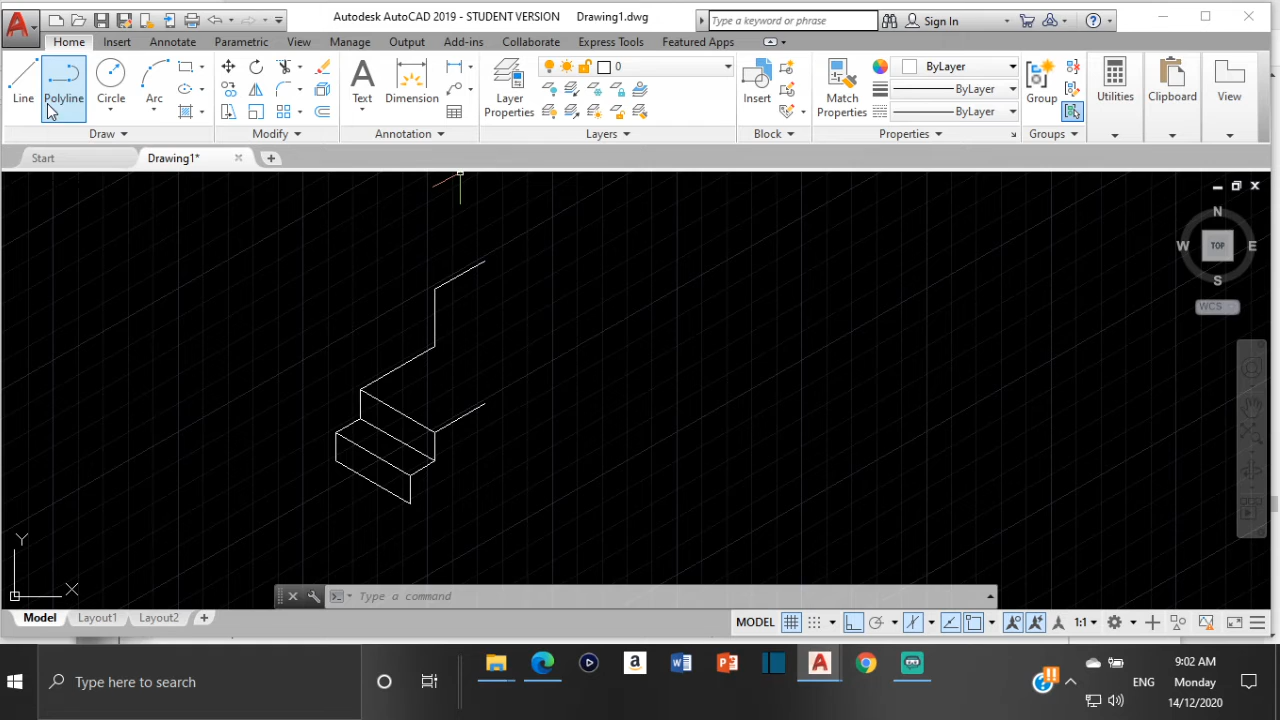 Autodesk AutoCAD 2019 - STUDENT VERSION Drawing1.dwg
Type a keyword or phrase
Sign In
Home Insert Annotate Parametric View Manage Output Add-ins Collaborate Express Tools Featured Apps
0
ByLayer
Line Polyline Circle Arc
Text Dimension
Layer Properties
Insert
Match Properties
ByLayer
Group
Utilities
Clipboard
View
ByLayer
Draw Modify Annotation Layers Block Properties Groups
Start Drawing1*
N
W TOP E
S
WCS
Y
X
Type a command
Model Layout1 Layout2
MODEL
1:1
Type here to search
ENG
9:02 AM
Monday
14/12/2020